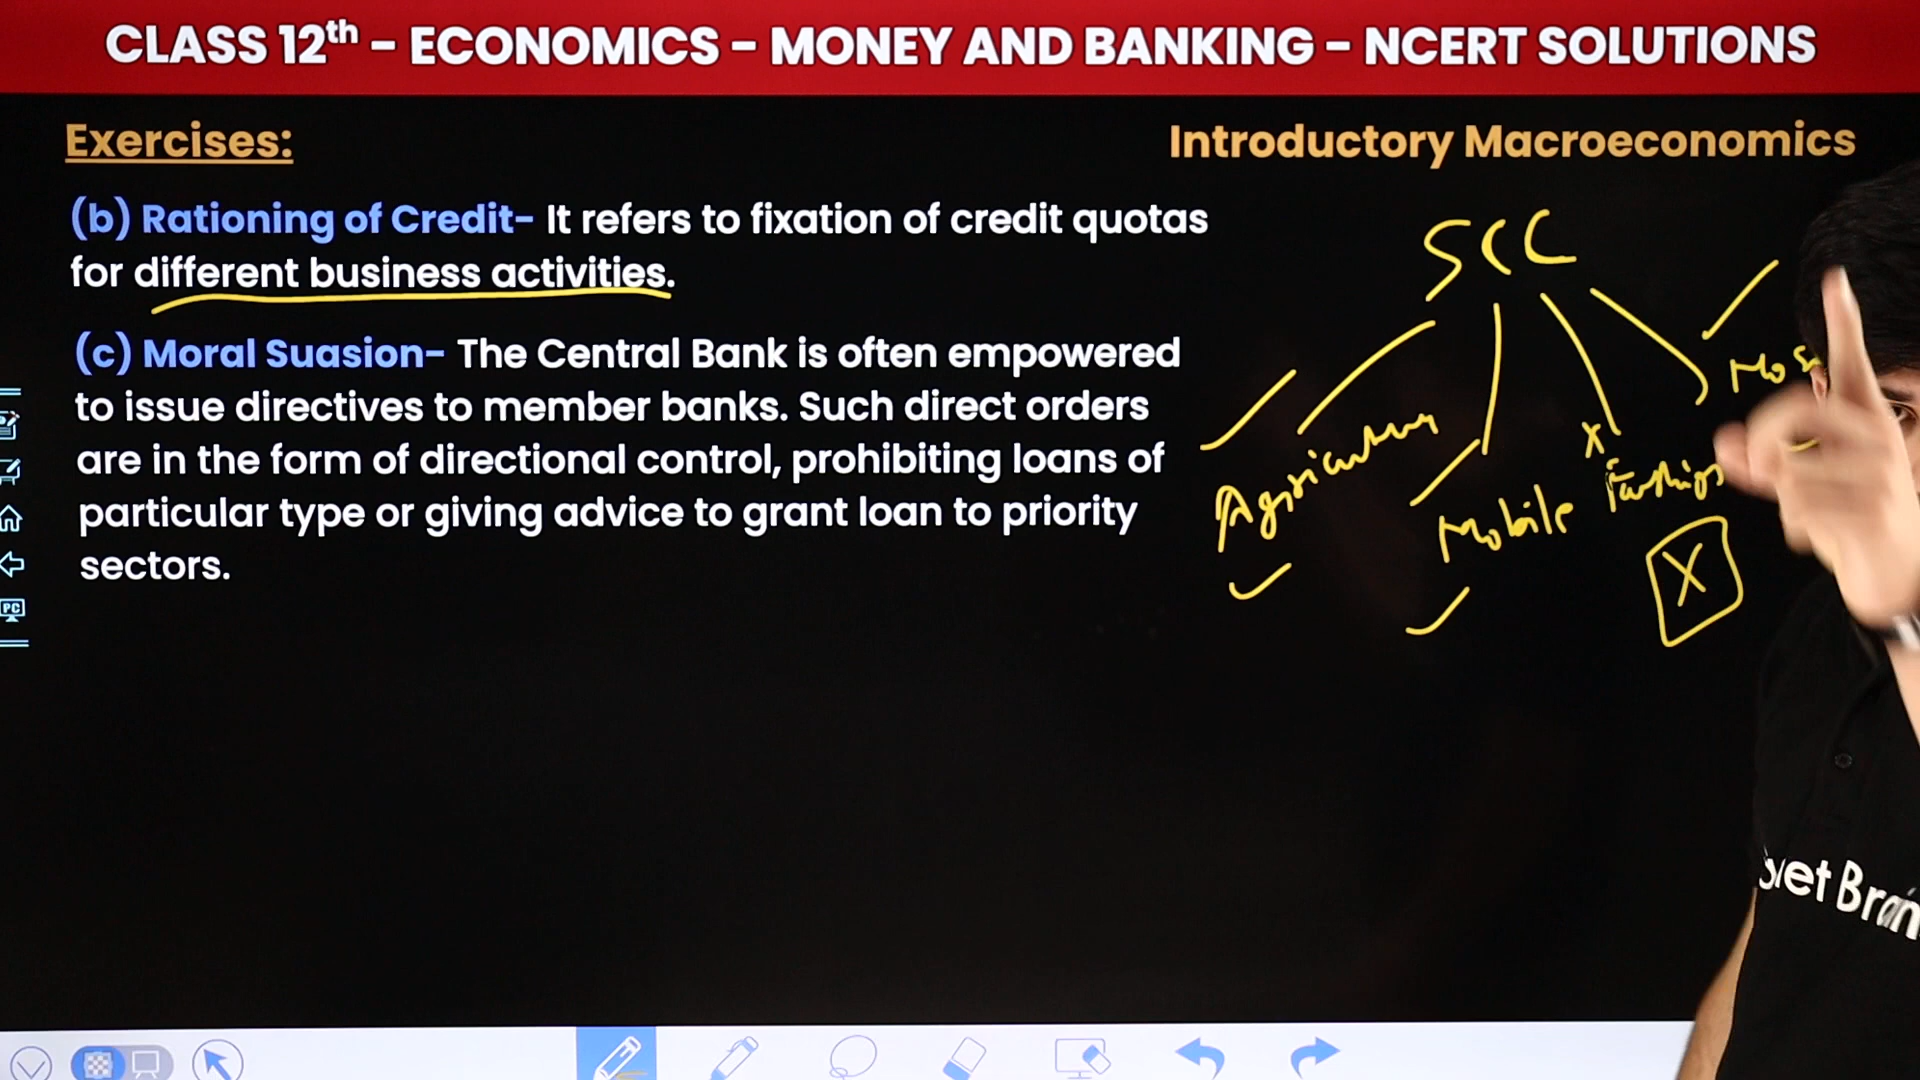 CLASS 12th - ECONOMICS - MONEY AND BANKING - NCERT SOLUTIONS
Exercises:
Introductory Macroeconomics
(b) Rationing of Credit- It refers to fixation of credit quotas
for different business activities.
(c) Moral Suasion- The Central Bank is often empowered
to issue directives to member banks. Such direct orders
are in the form of directional control, prohibiting loans of
particular type or giving advice to grant loan to priority
sectors.
SCC
Mobile
X
X
PC